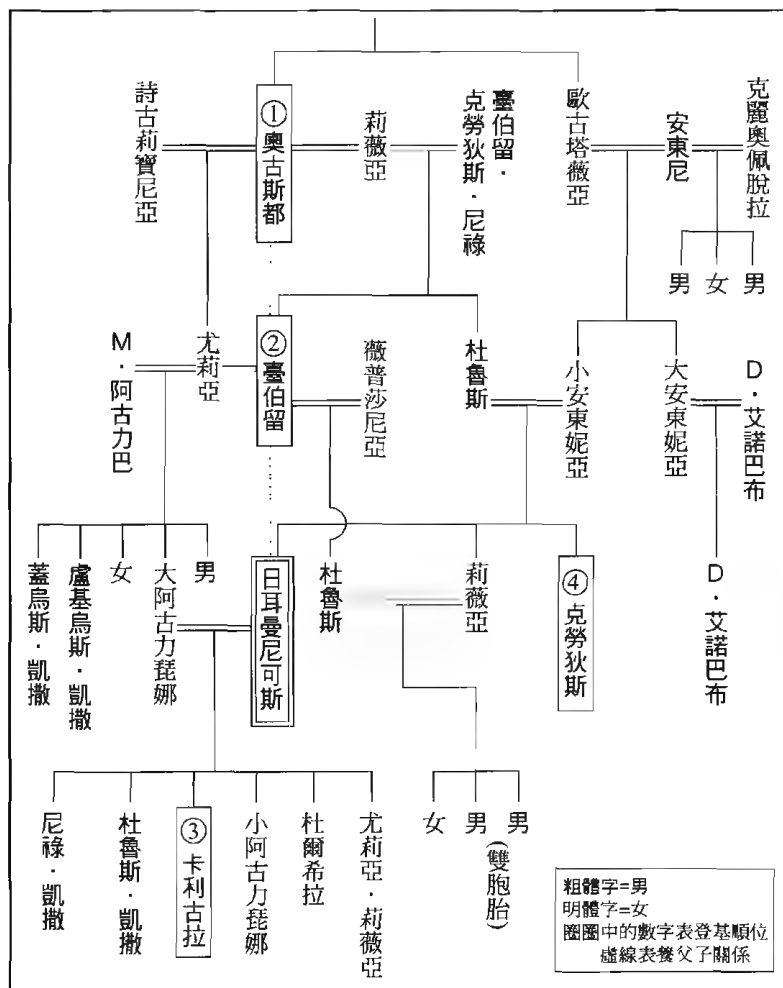 詩古莉寶尼亞
①奧古斯都
莉薇亞
臺伯留·
克勞狄斯·尼祿
歐古塔薇亞
安東尼
克麗奧佩脫拉
男
女
男
M·阿古力巴
尤莉亞
②臺伯留
薇普莎尼亞
杜魯斯
小安東妮亞
大安東妮亞
D·艾諾巴布
蓋烏斯·凱撒
盧基烏斯·凱撒
女
大阿古力琵娜
男
日耳曼尼可斯
杜魯斯
莉薇亞
④克勞狄斯
D·艾諾巴布
尼祿·凱撒
杜魯斯·凱撒
③卡利古拉
小阿古力琵娜
杜爾希拉
尤莉亞·莉薇亞
女
男
男
(雙胞胎)
粗體字=男
明體字=女
圈圈中的數字表登基順位
虛線表養父子關係